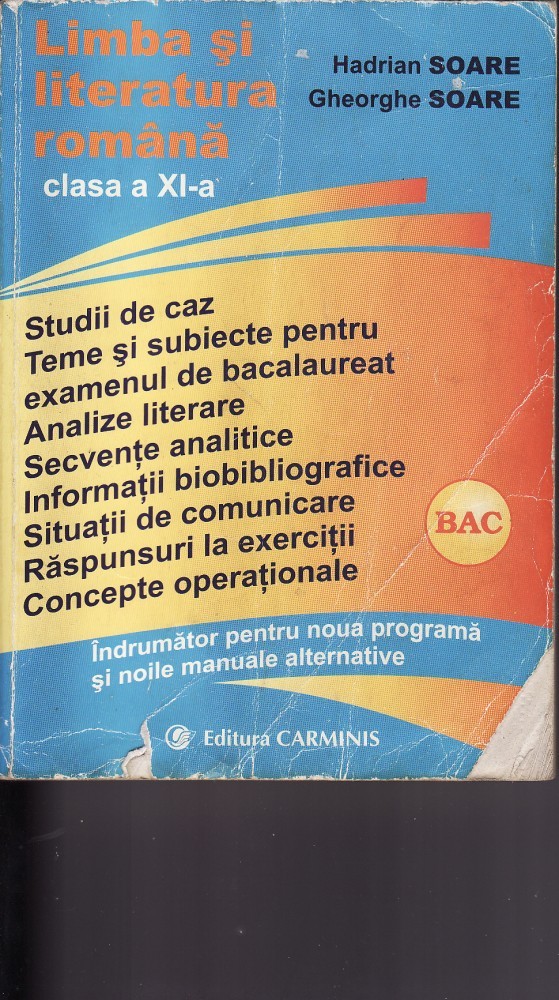 Limba și
literatura
română
clasa a XI-a
Hadrian SOARE
Gheorghe SOARE
Studii de caz
Teme și subiecte pentru
examenul de bacalaureat
Analize literare
Secvențe analitice
Informații biobibliografice
Situații de comunicare
Răspunsuri la exerciții
Concepte operaționale
BAC
Îndrumător pentru noua programă
și noile manuale alternative
Editura CARMINIS